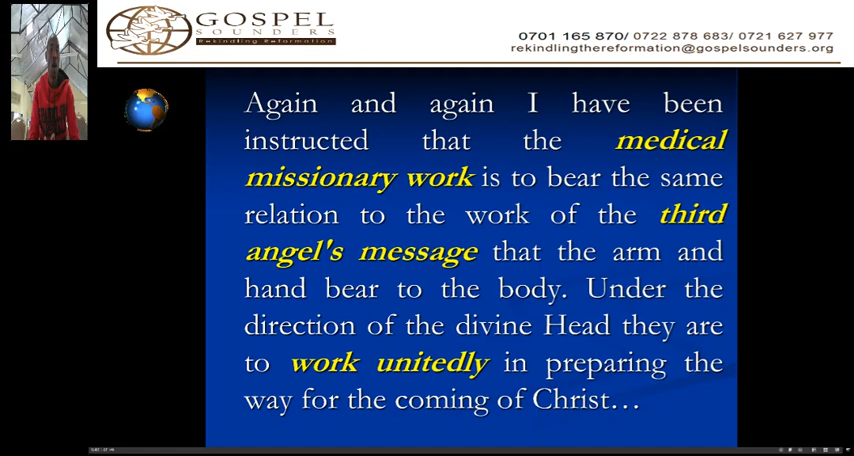 GOSPEL
SOUNDERS
Rekindling Reformation
0701 165 870/ 0722 878 683/ 0721 627 977
rekindlingthereformation@gospelsounders.org
Again and again I have been
instructed that the medical
missionary work is to bear the same
relation to the work of the third
angel's message that the arm and
hand bear to the body. Under the
direction of the divine Head they are
to work unitedly in preparing the
way for the coming of Christ…